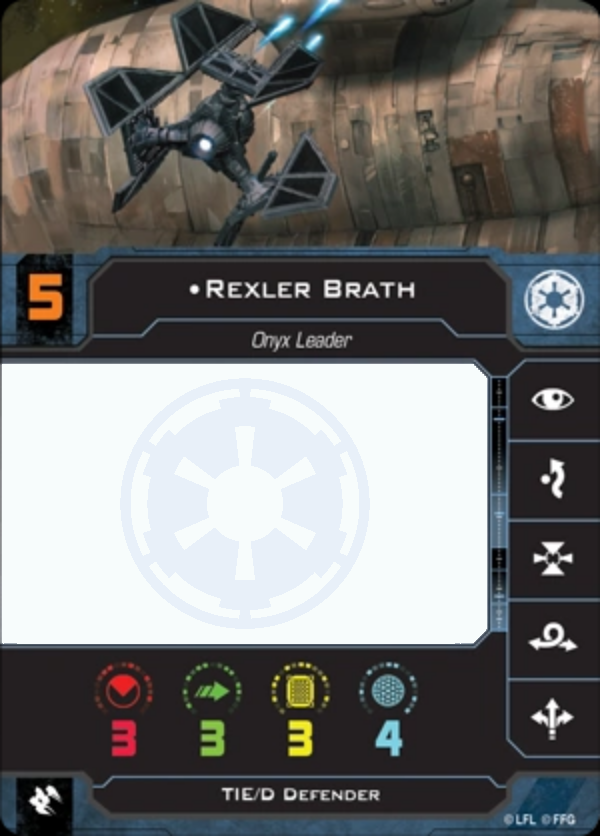 5
•Rexler Brath
Onyx Leader
3 3 3 4
TIE/D Defender
©LFL ©FFG